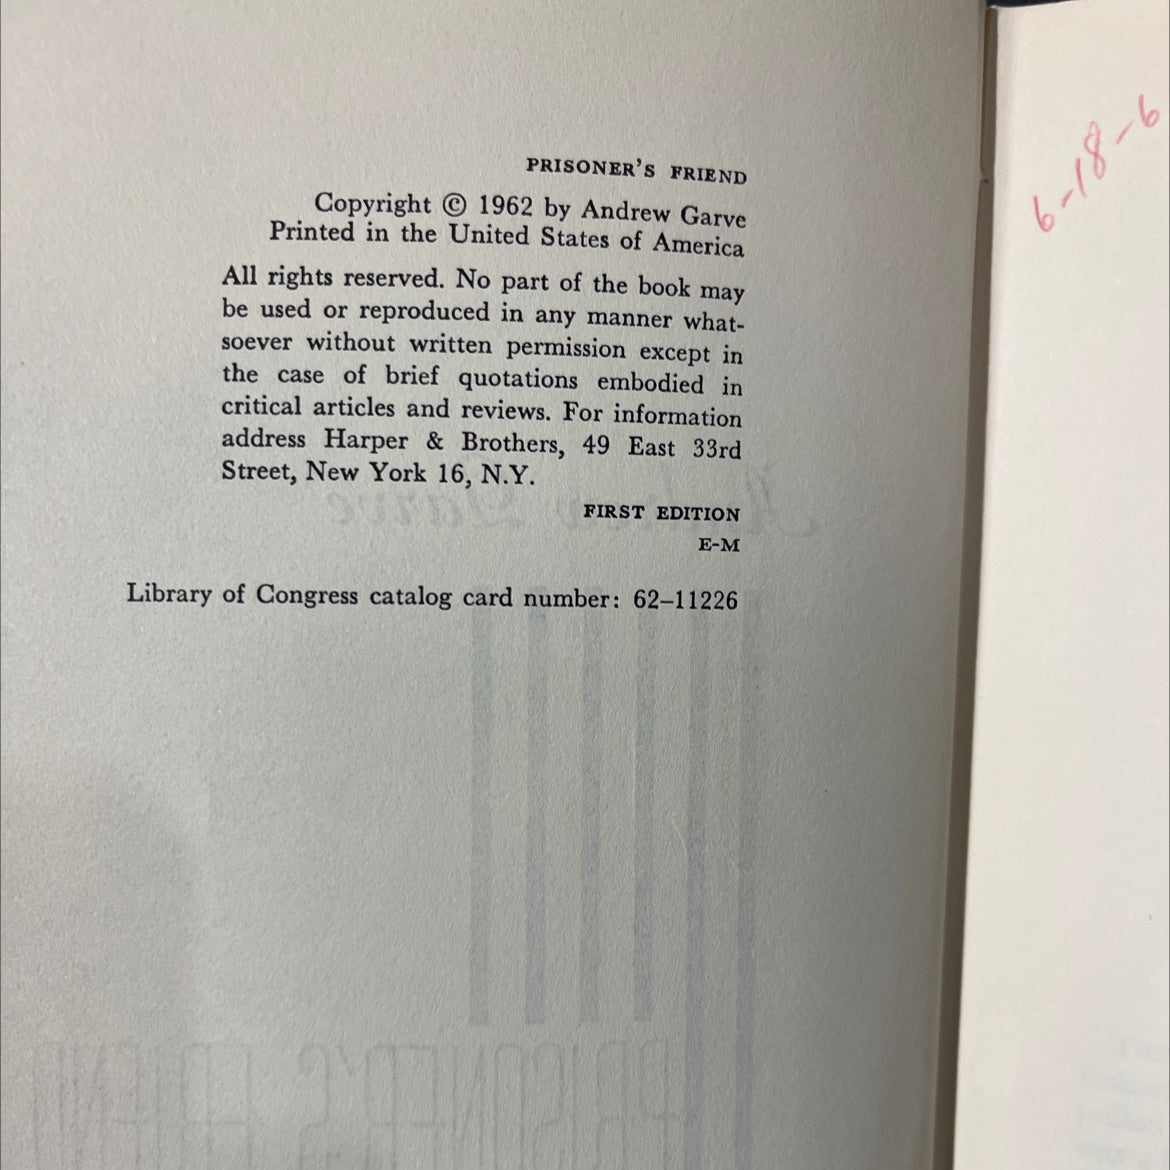 PRISONER'S FRIEND
Copyright © 1962 by Andrew Garve
Printed in the United States of America
All rights reserved. No part of the book may
be used or reproduced in any manner what-
soever without written permission except in
the case of brief quotations embodied in
critical articles and reviews. For information
address Harper & Brothers, 49 East 33rd
Street, New York 16, N.Y.
FIRST EDITION
E-M
Library of Congress catalog card number: 62–11226
6-18-6